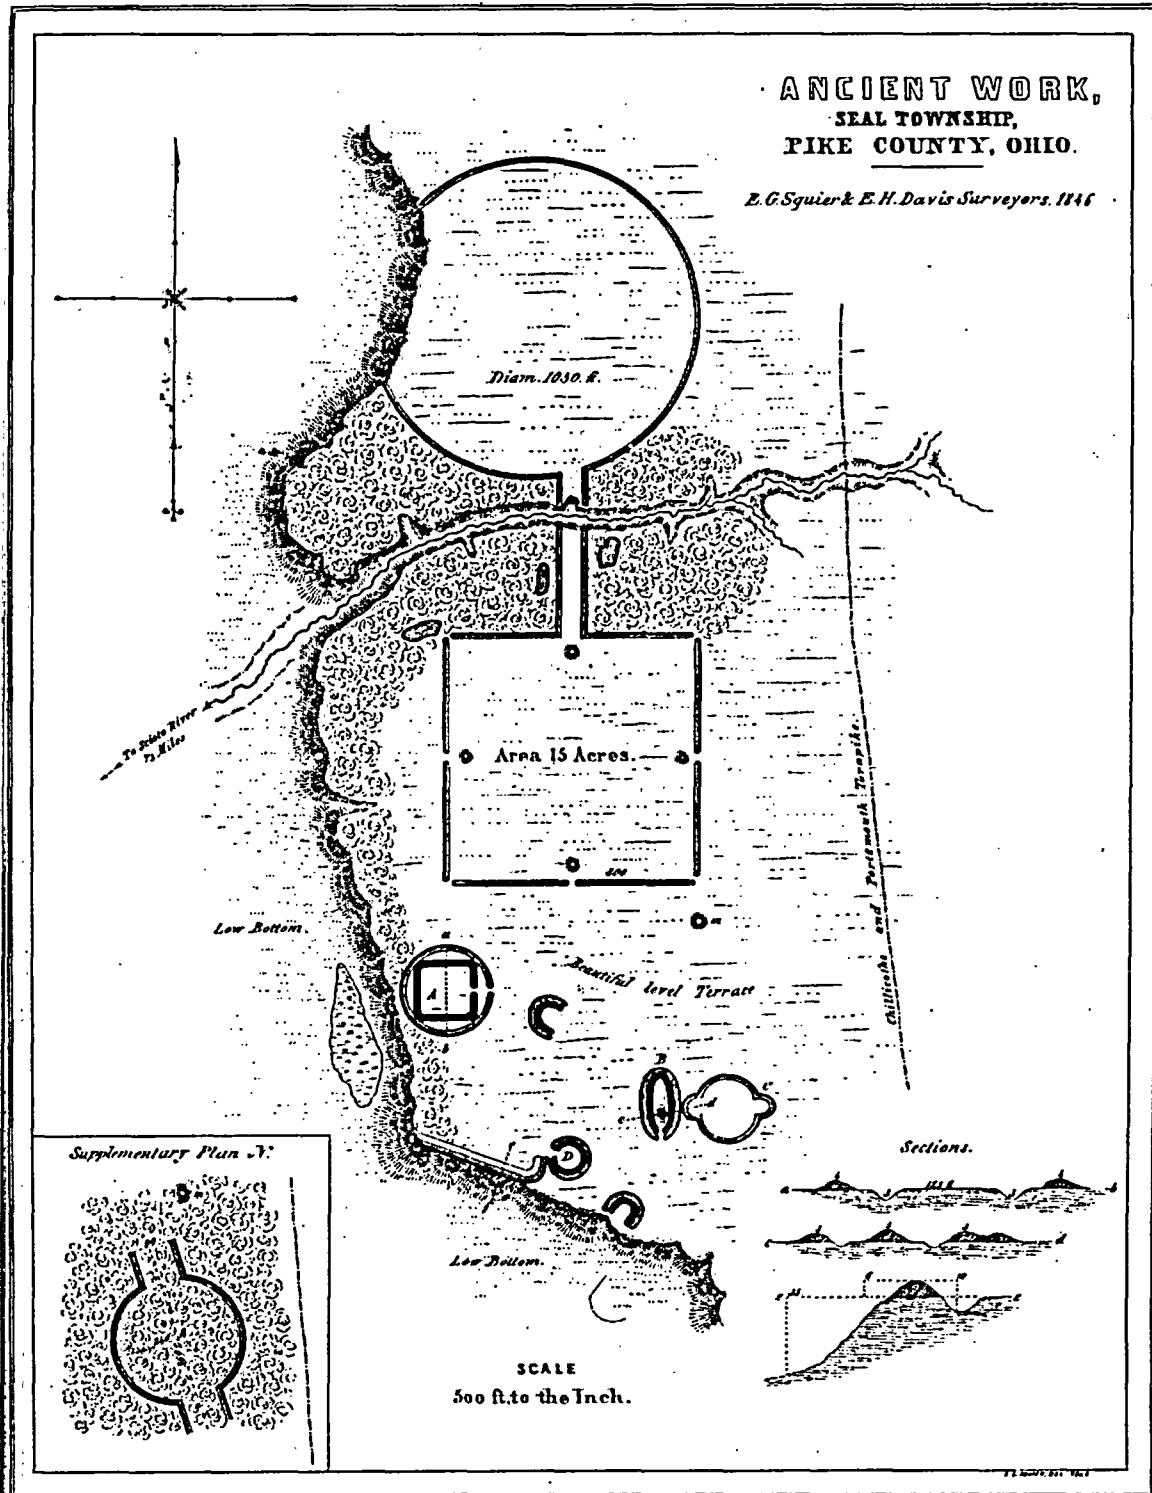 ANCIENT WORK,
SEAL TOWNSHIP,
PIKE COUNTY, OHIO.
E. G. Squier & E. H. Davis Surveyors. 1846
Diam. 1050. ft.
To Scioto River
Miles
Area 15 Acres.
800
m
Chillicothe and Portsmouth Turnpike.
Low Bottom.
a
A
b
Beautiful level Terrace
B
C
d
c
D
f
Low Bottom.
Supplementary Plan N.
n
Sections.
a
b
c
d
SCALE
500 ft. to the Inch.